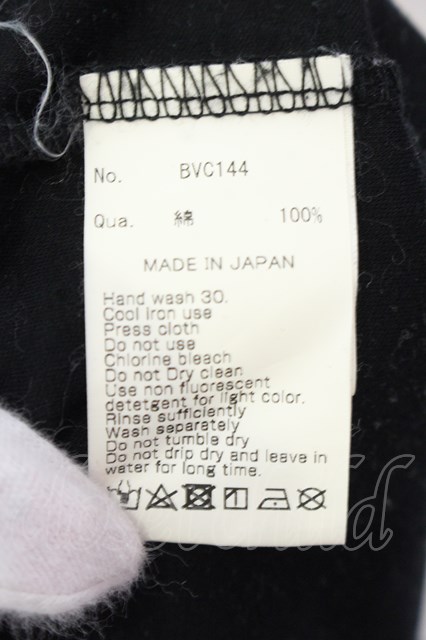 No. BVC144
Qua. 綿 100%
MADE IN JAPAN
Hand wash 30.
Cool iron use
Press cloth
Do not use
Chlorine bleach
Do not Dry clean
Use non fluorescent
detetgent for light color.
Rinse sufficiently
Wash separately
Do not tumble dry
Do not drip dry and leave in
water for long time.